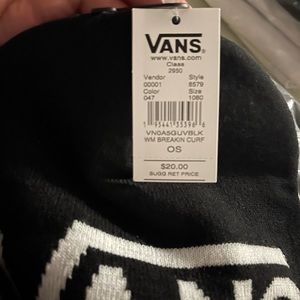 VANS
www.vans.com
Class
2950
Vendor Style
00001 6579
Color Size
047 1080
VN0A5GUVBLK
WM BREAKIN CURF
OS
$20.00
SUGG RET PRICE